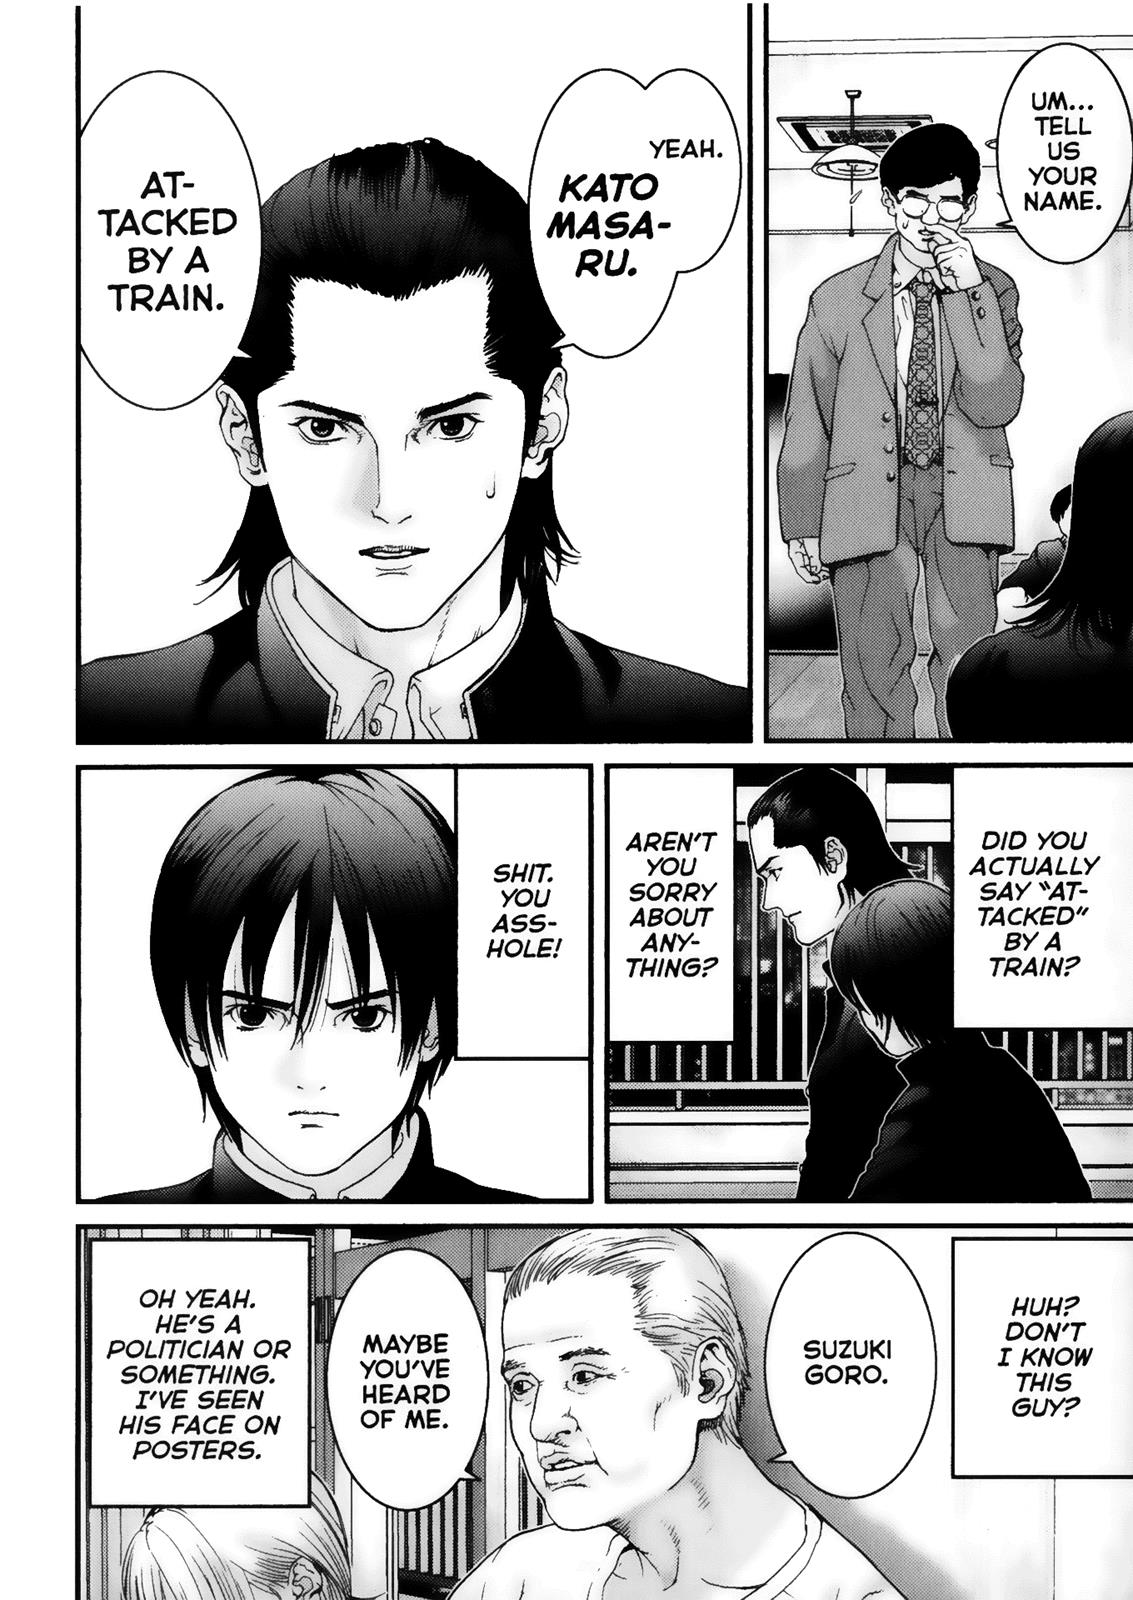 UM...
TELL
US
YOUR
NAME.
YEAH.
KATO
MASA-
RU.
AT-
TACKED
BY A
TRAIN.
DID YOU
ACTUALLY
SAY "AT-
TACKED"
BY A
TRAIN?
AREN'T
YOU
SORRY
ABOUT
ANY-
THING?
SHIT.
YOU
ASS-
HOLE!
HUH?
DON'T
I KNOW
THIS
GUY?
SUZUKI
GORO.
MAYBE
YOU'VE
HEARD
OF ME.
OH YEAH.
HE'S A
POLITICIAN OR
SOMETHING.
I'VE SEEN
HIS FACE ON
POSTERS.